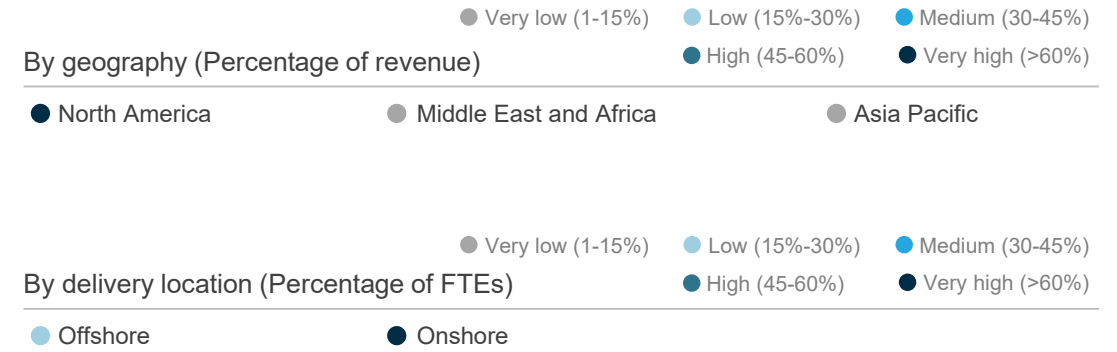 Very low (1-15%) Low (15%-30%) Medium (30-45%)
By geography (Percentage of revenue) High (45-60%) Very high (>60%)
North America Middle East and Africa Asia Pacific
Very low (1-15%) Low (15%-30%) Medium (30-45%)
By delivery location (Percentage of FTEs) High (45-60%) Very high (>60%)
Offshore Onshore